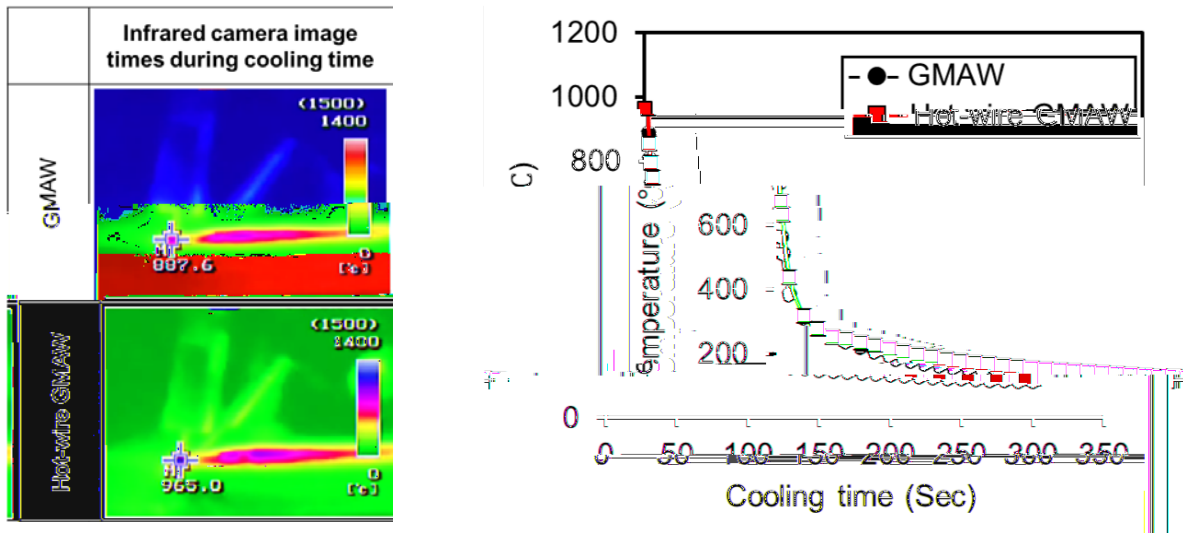 Infrared camera image
times during cooling time
GMAW
(1500)
1400
0
[℃]
887.6
Hot-wire GMAW
(1500)
1400
0
[℃]
965.0
1200
1000
800
600
400
200
0
0 50 100 150 200 250 300 350
Cooling time (Sec)
GMAW
Hot-wire GMAW
emperature (°
C)